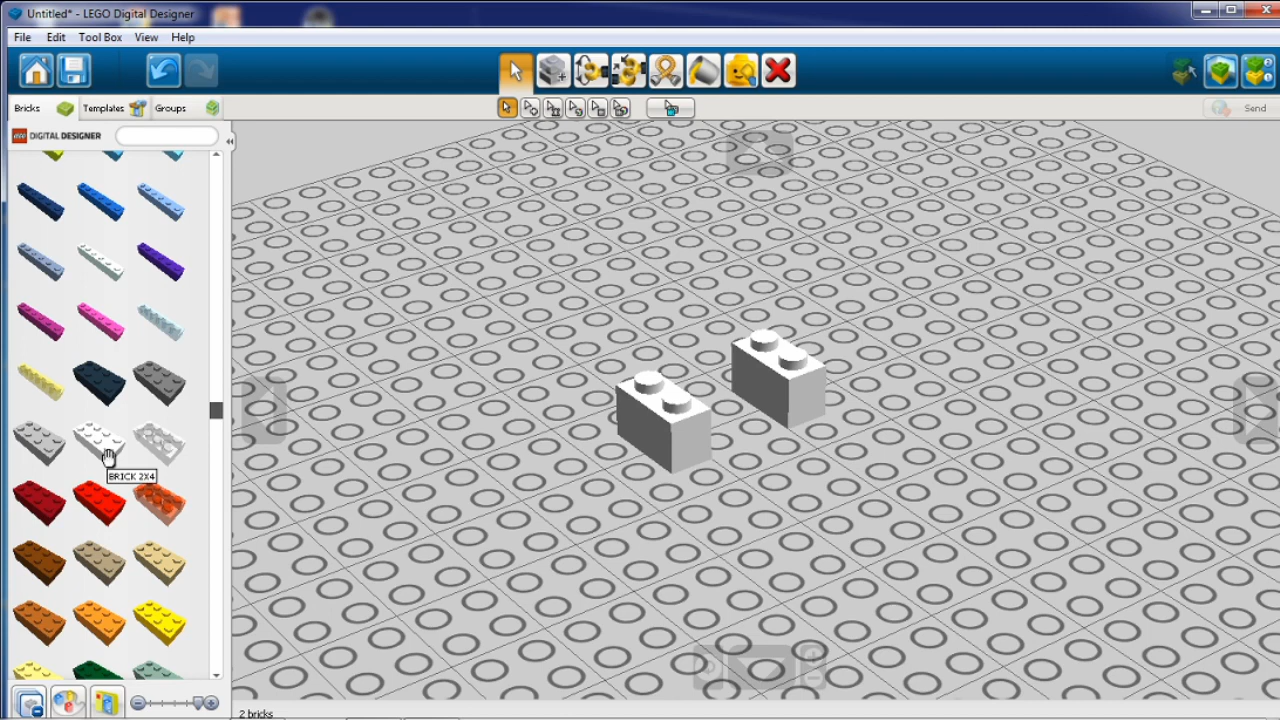 Untitled* - LEGO Digital Designer
File Edit Tool Box View Help
Bricks Templates Groups
Send
LEGO DIGITAL DESIGNER
BRICK 2X4
2 bricks